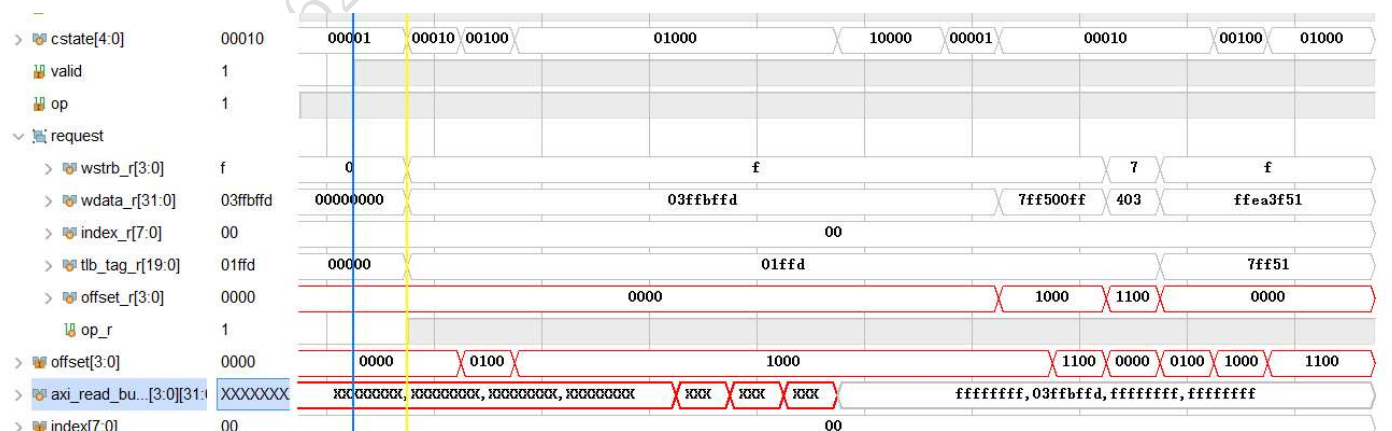 cstate[4:0] 00010 00001 00010 00100 01000 10000 00001 00010 00100 01000
valid 1
op 1
request
wstrb_r[3:0] f 0 f 7 f
wdata_r[31:0] 03ffbffd 00000000 03ffbffd 7ff500ff 403 ffea3f51
index_r[7:0] 00 00
tlb_tag_r[19:0] 01ffd 00000 01ffd 7ff51
offset_r[3:0] 0000 0000 1000 1100 0000
op_r 1
offset[3:0] 0000 0000 0100 1000 1100 0000 0100 1000 1100
axi_read_bu...[3:0][31: XXXXXXX XXXXXXXX,XXXXXXXX,XXXXXXXX,XXXXXXXX XXX XXX XXX ffffffff,03ffbffd,ffffffff,ffffffff
index[7:0] 00 00